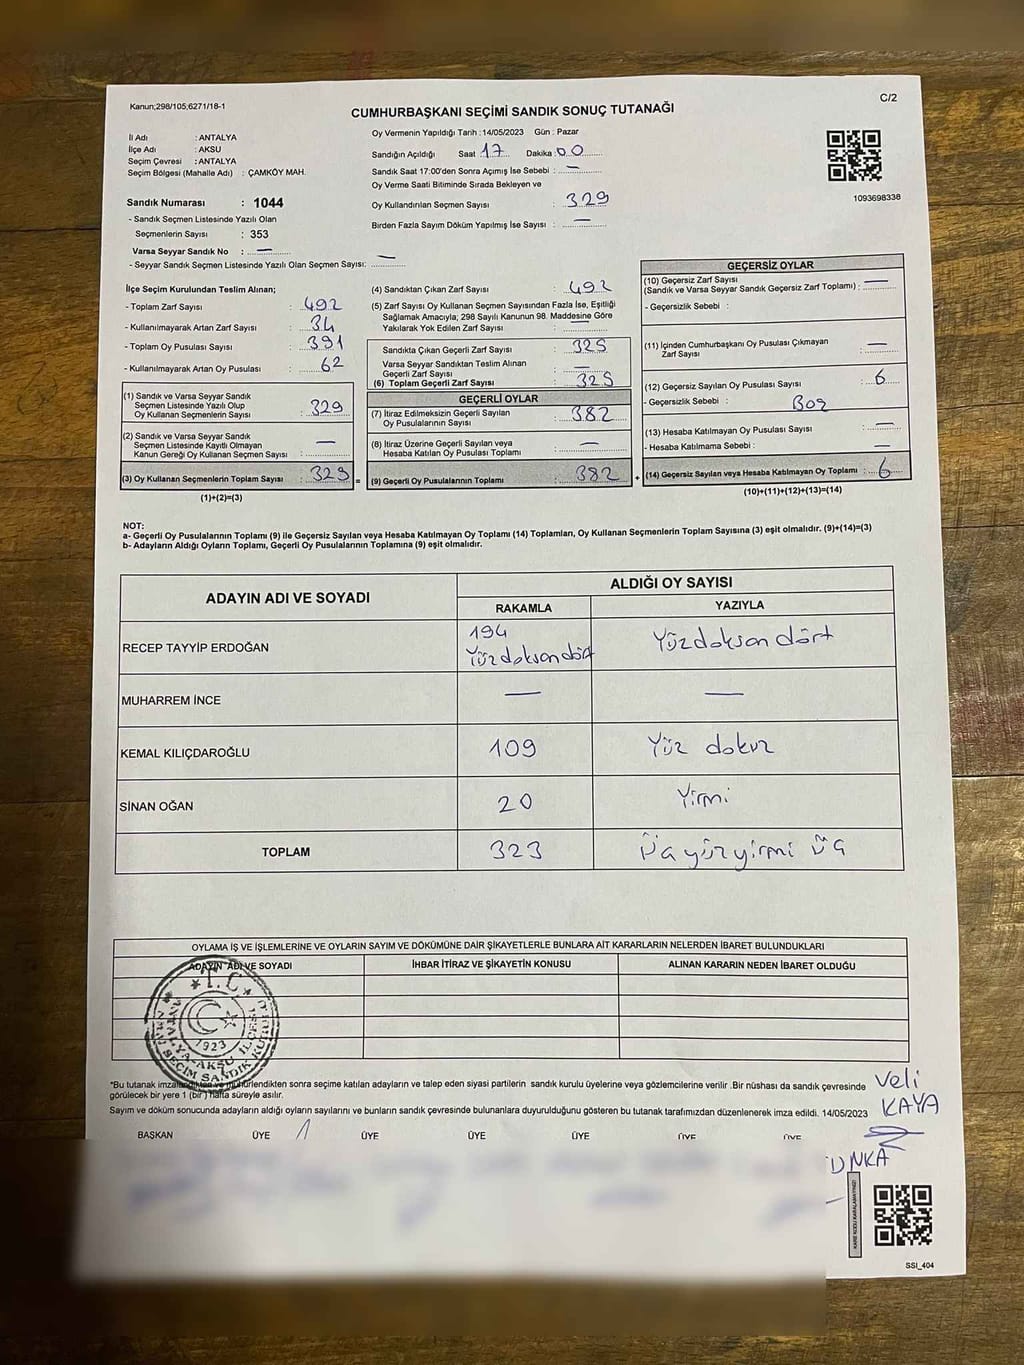 Kanun;298/105;6271/18-1
C/2
CUMHURBAŞKANI SEÇİMİ SANDIK SONUÇ TUTANAĞI
İl Adı : ANTALYA
İlçe Adı : AKSU
Seçim Çevresi : ANTALYA
Seçim Bölgesi (Mahalle Adı) : ÇAMKÖY MAH.
Sandık Numarası : 1044
- Sandık Seçmen Listesinde Yazılı Olan
Seçmenlerin Sayısı : 353
Varsa Seyyar Sandık No : —
- Seyyar Sandık Seçmen Listesinde Yazılı Olan Seçmen Sayısı: —
Oy Vermenin Yapıldığı Tarih : 14/05/2023 Gün : Pazar
Sandığın Açıldığı Saat 17 Dakika 00
Sandık Saat 17:00'den Sonra Açımış İse Sebebi : —
Oy Verme Saati Bitiminde Sırada Bekleyen ve
Oy Kullandırılan Seçmen Sayısı : 329
Birden Fazla Sayım Döküm Yapılmış İse Sayısı : —
1093698338
İlçe Seçim Kurulundan Teslim Alınan;
- Toplam Zarf Sayısı : 492
- Kullanılmayarak Artan Zarf Sayısı : 34
- Toplam Oy Pusulası Sayısı : 391
- Kullanılmayarak Artan Oy Pusulası : 62
(1) Sandık ve Varsa Seyyar Sandık
Seçmen Listesinde Yazılı Olup
Oy Kullanan Seçmenlerin Sayısı : 329
(2) Sandık ve Varsa Seyyar Sandık
Seçmen Listesinde Kayıtlı Olmayan
Kanun Gereği Oy Kullanan Seçmen Sayısı : —
(3) Oy Kullanan Seçmenlerin Toplam Sayısı : 329 =
(1)+(2)=(3)
(4) Sandıktan Çıkan Zarf Sayısı : 492
(5) Zarf Sayısı Oy Kullanan Seçmen Sayısından Fazla İse, Eşitliği
Sağlamak Amacıyla; 298 Sayılı Kanunun 98. Maddesine Göre
Yakılarak Yok Edilen Zarf Sayısı : —
Sandıkta Çıkan Geçerli Zarf Sayısı : 325
Varsa Seyyar Sandıktan Teslim Alınan
Geçerli Zarf Sayısı : —
(6) Toplam Geçerli Zarf Sayısı : 325
GEÇERLİ OYLAR
(7) İtiraz Edilmeksizin Geçerli Sayılan
Oy Pusulalarının Sayısı : 382
(8) İtiraz Üzerine Geçerli Sayılan veya
Hesaba Katılan Oy Pusulası Toplamı : —
(9) Geçerli Oy Pusulalarının Toplamı : 382 +
GEÇERSİZ OYLAR
(10) Geçersiz Zarf Sayısı
(Sandık ve Varsa Seyyar Sandık Geçersiz Zarf Toplamı) : —
- Geçersizlik Sebebi :
(11) İçinden Cumhurbaşkanı Oy Pusulası Çıkmayan
Zarf Sayısı : —
(12) Geçersiz Sayılan Oy Pusulası Sayısı : 6
- Geçersizlik Sebebi : Boş
(13) Hesaba Katılmayan Oy Pusulası Sayısı : —
- Hesaba Katılmama Sebebi : —
(14) Geçersiz Sayılan veya Hesaba Katılmayan Oy Toplamı : 6
(10)+(11)+(12)+(13)=(14)
NOT:
a- Geçerli Oy Pusulalarının Toplamı (9) ile Geçersiz Sayılan veya Hesaba Katılmayan Oy Toplamı (14) Toplamları, Oy Kullanan Seçmenlerin Toplam Sayısına (3) eşit olmalıdır. (9)+(14)=(3)
b- Adayların Aldığı Oyların Toplamı, Geçerli Oy Pusulalarının Toplamına (9) eşit olmalıdır.
ADAYIN ADI VE SOYADI
ALDIĞI OY SAYISI
RAKAMLA YAZIYLA
RECEP TAYYİP ERDOĞAN 194 Yüzdoksandört Yüzdoksandört
MUHARREM İNCE — —
KEMAL KILIÇDAROĞLU 109 Yüz dokuz
SİNAN OĞAN 20 Yirmi
TOPLAM 323 Üçyüzyirmi üç
OYLAMA İŞ VE İŞLEMLERİNE VE OYLARIN SAYIM VE DÖKÜMÜNE DAİR ŞİKAYETLERLE BUNLARA AİT KARARLARIN NELERDEN İBARET BULUNDUKLARI
ADAYIN ADI VE SOYADI İHBAR İTİRAZ VE ŞİKAYETİN KONUSU ALINAN KARARIN NEDEN İBARET OLDUĞU
T.C.
1923
ANTALYA-AKSU İLÇESİ
SEÇİM SANDIK KURULU
*Bu tutanak imzalandıktan ve mühürlendikten sonra seçime katılan adayların ve talep eden siyasi partilerin sandık kurulu üyelerine veya gözlemcilerine verilir .Bir nüshası da sandık çevresinde
görülecek bir yere 1 (bir ) hafta süreyle asılır.
Sayım ve döküm sonucunda adayların aldığı oyların sayılarını ve bunların sandık çevresinde bulunanlara duyurulduğunu gösteren bu tutanak tarafımızdan düzenlenerek imza edildi. 14/05/2023
Veli
KAYA
BAŞKAN ÜYE ÜYE ÜYE ÜYE ÜYE ÜYE
KARE KODU KARALAMAYINIZ!
SSI_404